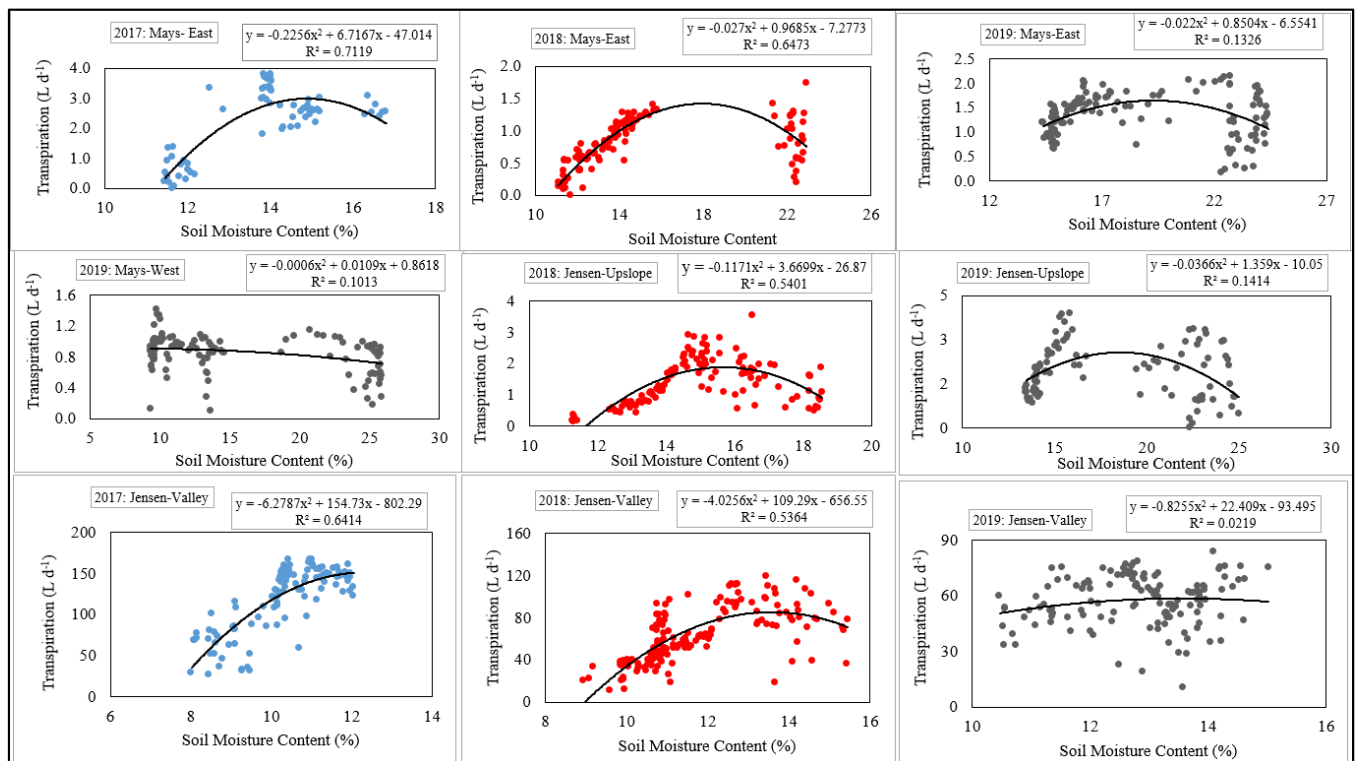 2017: Mays- East
y = -0.2256x² + 6.7167x - 47.014
R² = 0.7119
Transpiration (L d⁻¹)
4.0
3.0
2.0
1.0
0.0
10 12 14 16 18
Soil Moisture Content (%)
2018: Mays-East
y = -0.027x² + 0.9685x - 7.2773
R² = 0.6473
Transpiration (L d⁻¹)
2.0
1.5
1.0
0.5
0.0
10 14 18 22 26
Soil Moisture Content
2019: Mays-East
y = -0.022x² + 0.8504x - 6.5541
R² = 0.1326
Transpiration (L d⁻¹)
2.5
2.0
1.5
1.0
0.5
0.0
12 17 22 27
Soil Moisture Content (%)
2019: Mays-West
y = -0.0006x² + 0.0109x + 0.8618
R² = 0.1013
Transpiration (L d⁻¹)
1.6
1.2
0.8
0.4
0.0
5 10 15 20 25 30
Soil Moisture Content (%)
2018: Jensen-Upslope
y = -0.1171x² + 3.6699x - 26.87
R² = 0.5401
Transpiration (L d⁻¹)
4
3
2
1
0
10 12 14 16 18 20
Soil Moisture Content (%)
2019: Jensen-Upslope
y = -0.0366x² + 1.359x - 10.05
R² = 0.1414
Transpiration (L d⁻¹)
5
3
2
0
10 15 20 25 30
Soil Moisture Content (%)
2017: Jensen-Valley
y = -6.2787x² + 154.73x - 802.29
R² = 0.6414
Transpiration (L d⁻¹)
200
150
100
50
0
6 8 10 12 14
Soil Moisture Content (%)
2018: Jensen-Valley
y = -4.0256x² + 109.29x - 656.55
R² = 0.5364
Transpiration (L d⁻¹)
160
120
80
40
0
8 10 12 14 16
Soil Moisture Content (%)
2019: Jensen-Valley
y = -0.8255x² + 22.409x - 93.495
R² = 0.0219
Transpiration (L d⁻¹)
90
60
30
0
10 12 14 16
Soil Moisture Content (%)